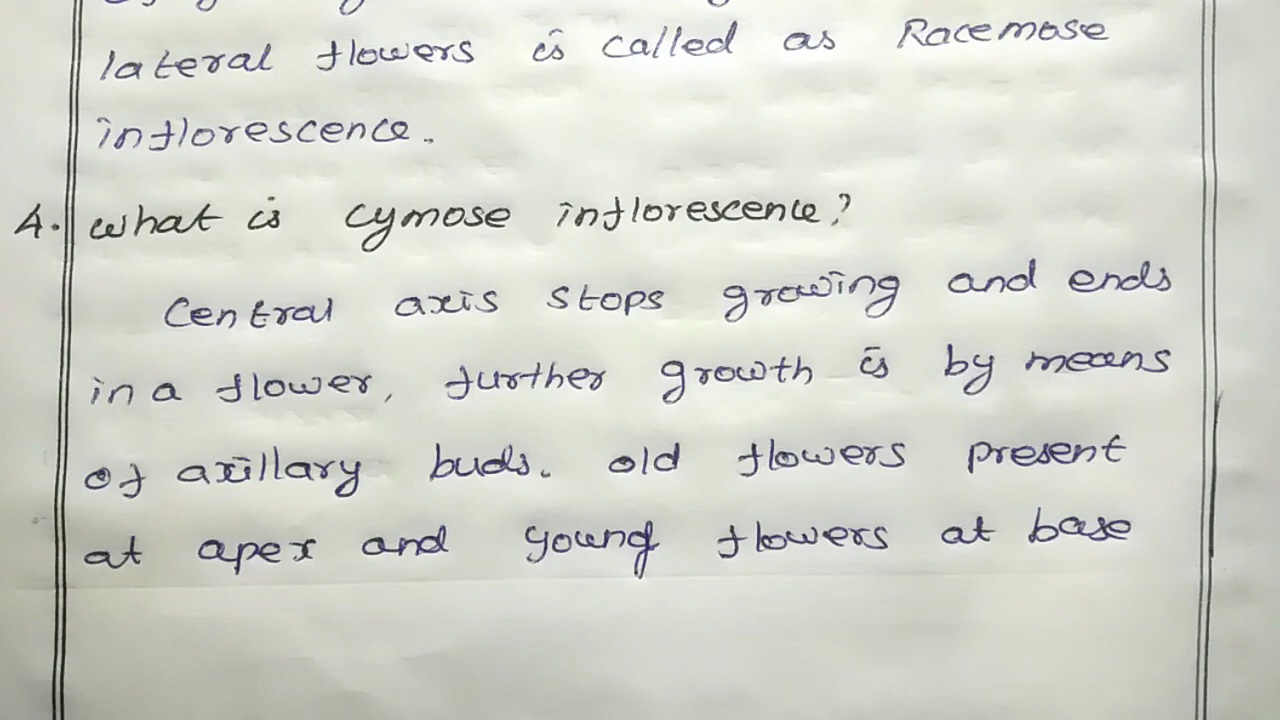 lateral flowers is called as Racemose
inflorescence.
4. what is cymose inflorescence?
Central axis stops growing and ends
in a flower, further growth is by means
of axillary buds. old flowers present
at apex and young flowers at base